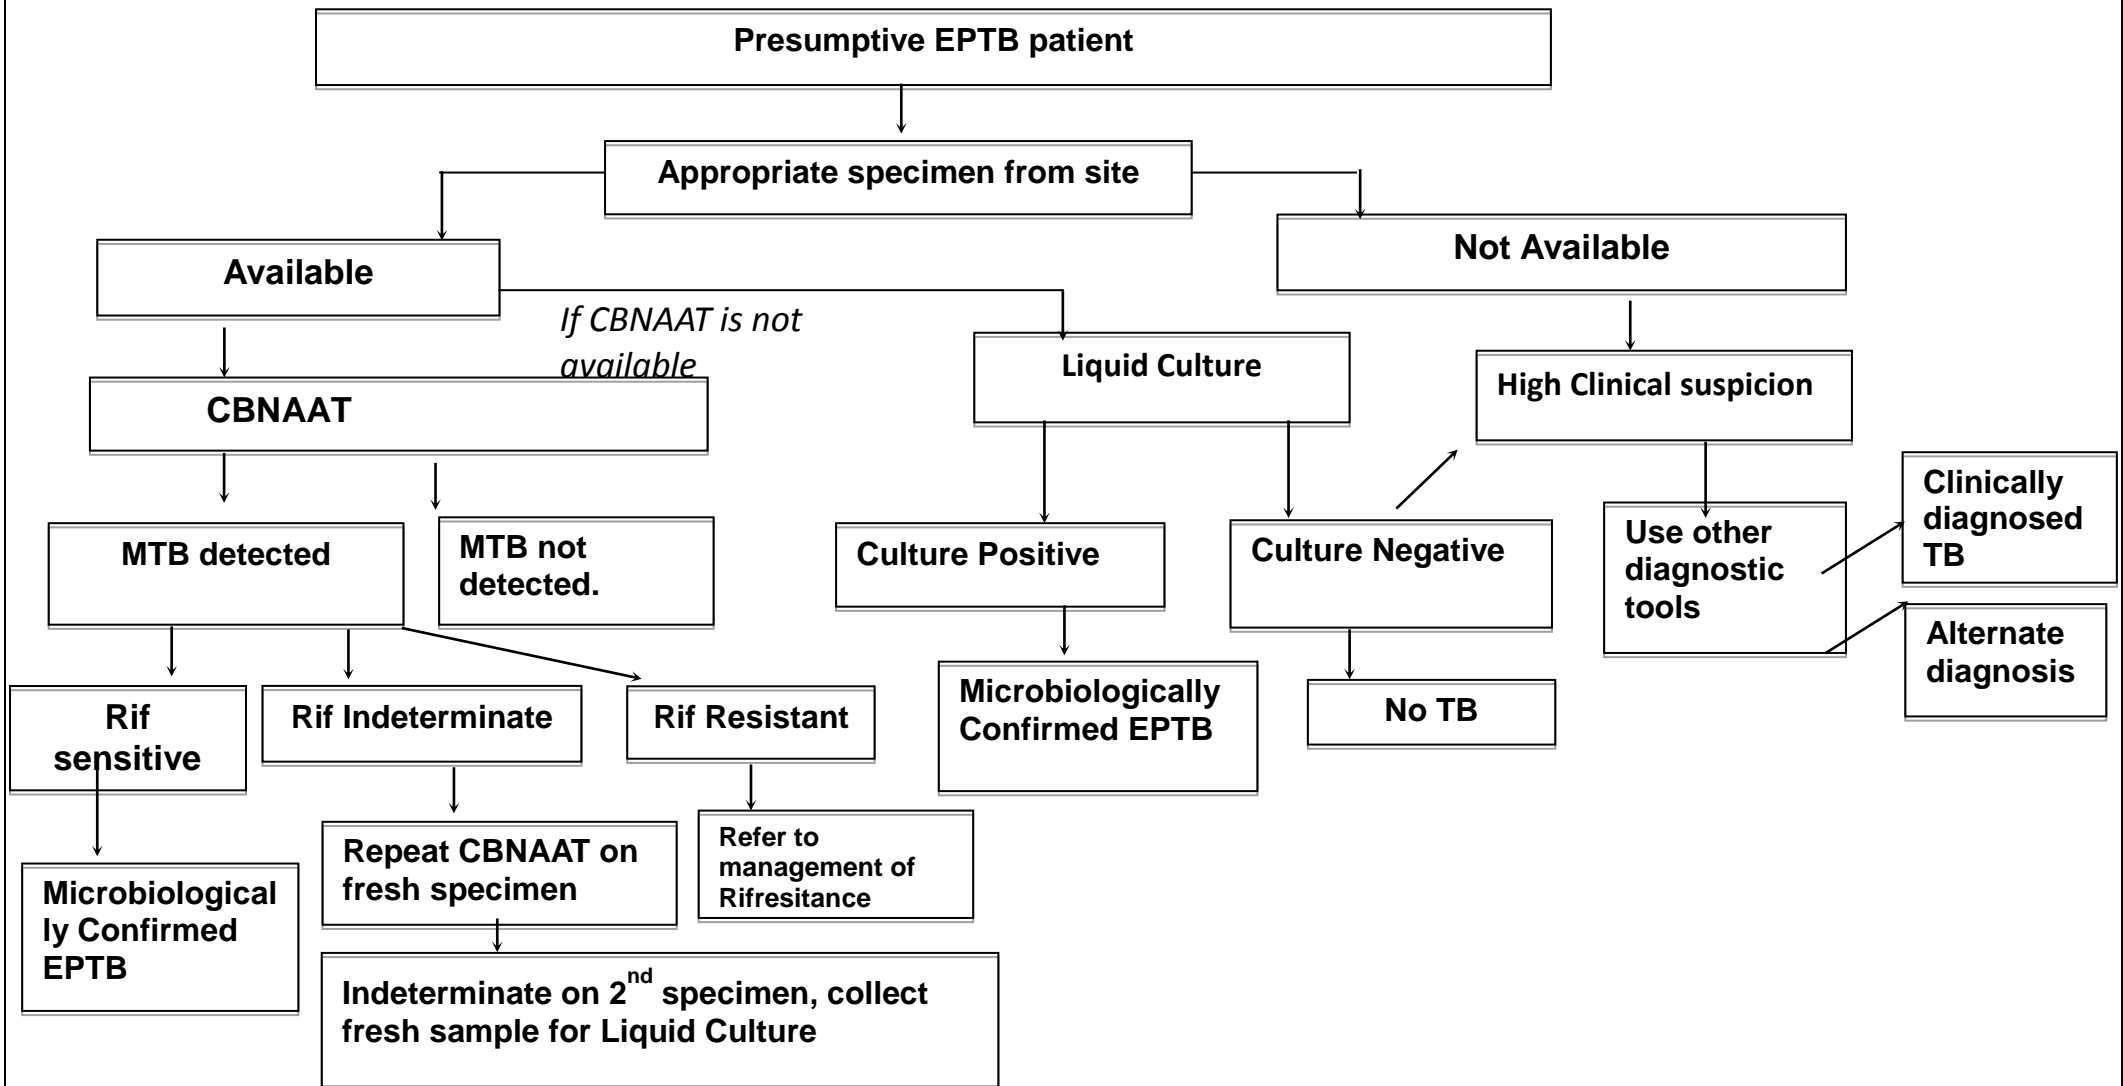 Presumptive EPTB patient
Appropriate specimen from site
Available
Not Available
If CBNAAT is not
available
CBNAAT
Liquid Culture
High Clinical suspicion
MTB detected
MTB not
detected.
Culture Positive
Culture Negative
Use other
diagnostic
tools
Clinically
diagnosed
TB
Alternate
diagnosis
Rif
sensitive
Rif Indeterminate
Rif Resistant
Microbiologically
Confirmed EPTB
No TB
Microbiological
ly Confirmed
EPTB
Repeat CBNAAT on
fresh specimen
Refer to
management of
Rifresitance
Indeterminate on 2nd specimen, collect
fresh sample for Liquid Culture